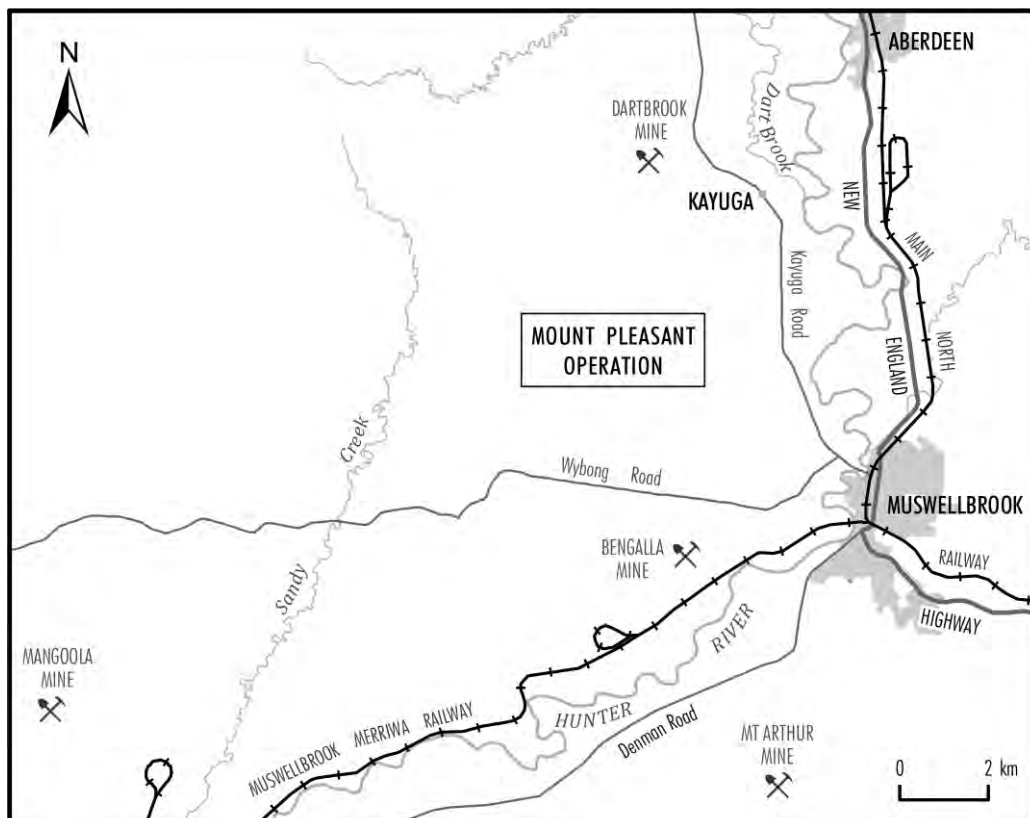 N
ABERDEEN
DARTBROOK
MINE
Dart Brook
KAYUGA
NEW
MAIN
Kayuga Road
NORTH
MOUNT PLEASANT
OPERATION
ENGLAND
Creek
Wybong Road
MUSWELLBROOK
BENGALLA
MINE
RAILWAY
Sandy
RIVER
HIGHWAY
MANGOOLA
MINE
HUNTER
MUSWELLBROOK MERRIWA RAILWAY
Denman Road
MT ARTHUR
MINE
0 2 km